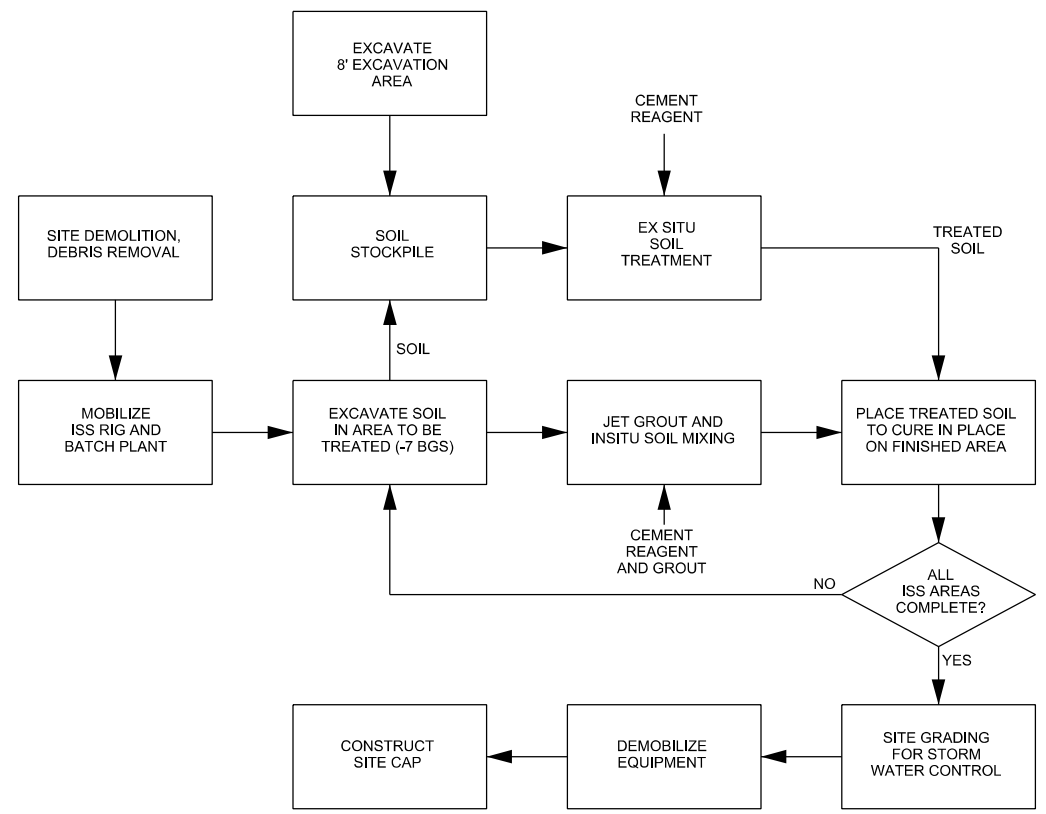 EXCAVATE
8' EXCAVATION
AREA
CEMENT
REAGENT
SITE DEMOLITION,
DEBRIS REMOVAL
SOIL
STOCKPILE
EX SITU
SOIL
TREATMENT
TREATED
SOIL
SOIL
MOBILIZE
ISS RIG AND
BATCH PLANT
EXCAVATE SOIL
IN AREA TO BE
TREATED (-7 BGS)
JET GROUT AND
INSITU SOIL MIXING
PLACE TREATED SOIL
TO CURE IN PLACE
ON FINISHED AREA
CEMENT
REAGENT
AND GROUT
NO
ALL
ISS AREAS
COMPLETE?
YES
CONSTRUCT
SITE CAP
DEMOBILIZE
EQUIPMENT
SITE GRADING
FOR STORM
WATER CONTROL